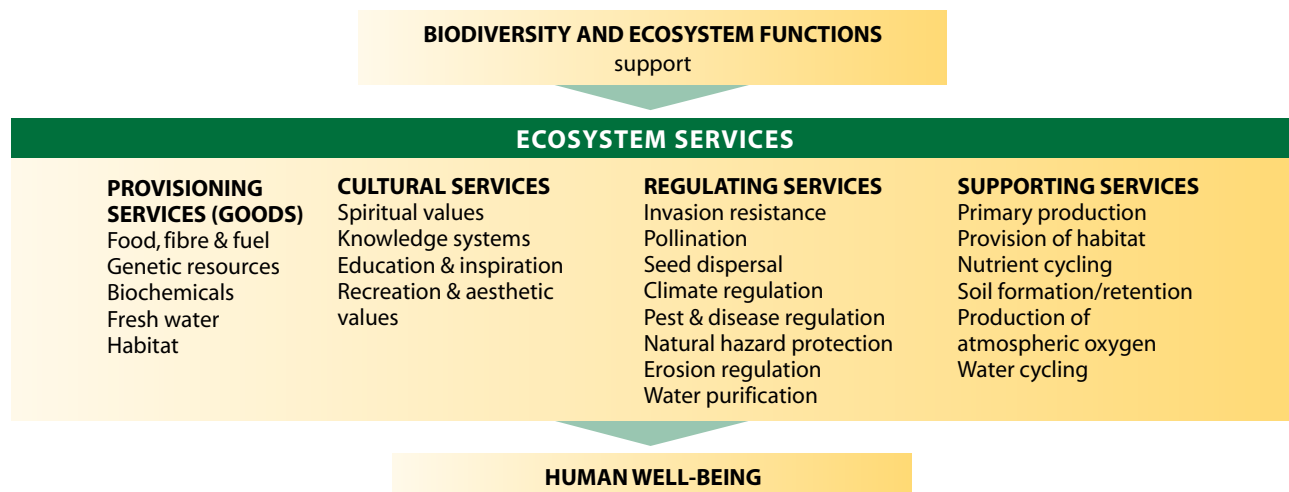 BIODIVERSITY AND ECOSYSTEM FUNCTIONS
support
ECOSYSTEM SERVICES
PROVISIONING
SERVICES (GOODS)
Food, fibre & fuel
Genetic resources
Biochemicals
Fresh water
Habitat
CULTURAL SERVICES
Spiritual values
Knowledge systems
Education & inspiration
Recreation & aesthetic
values
REGULATING SERVICES
Invasion resistance
Pollination
Seed dispersal
Climate regulation
Pest & disease regulation
Natural hazard protection
Erosion regulation
Water purification
SUPPORTING SERVICES
Primary production
Provision of habitat
Nutrient cycling
Soil formation/retention
Production of
atmospheric oxygen
Water cycling
HUMAN WELL-BEING